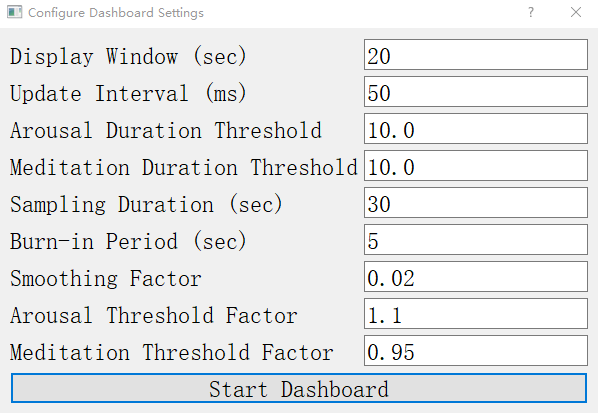 Configure Dashboard Settings ?
Display Window (sec) 20
Update Interval (ms) 50
Arousal Duration Threshold 10.0
Meditation Duration Threshold 10.0
Sampling Duration (sec) 30
Burn-in Period (sec) 5
Smoothing Factor 0.02
Arousal Threshold Factor 1.1
Meditation Threshold Factor 0.95
Start Dashboard